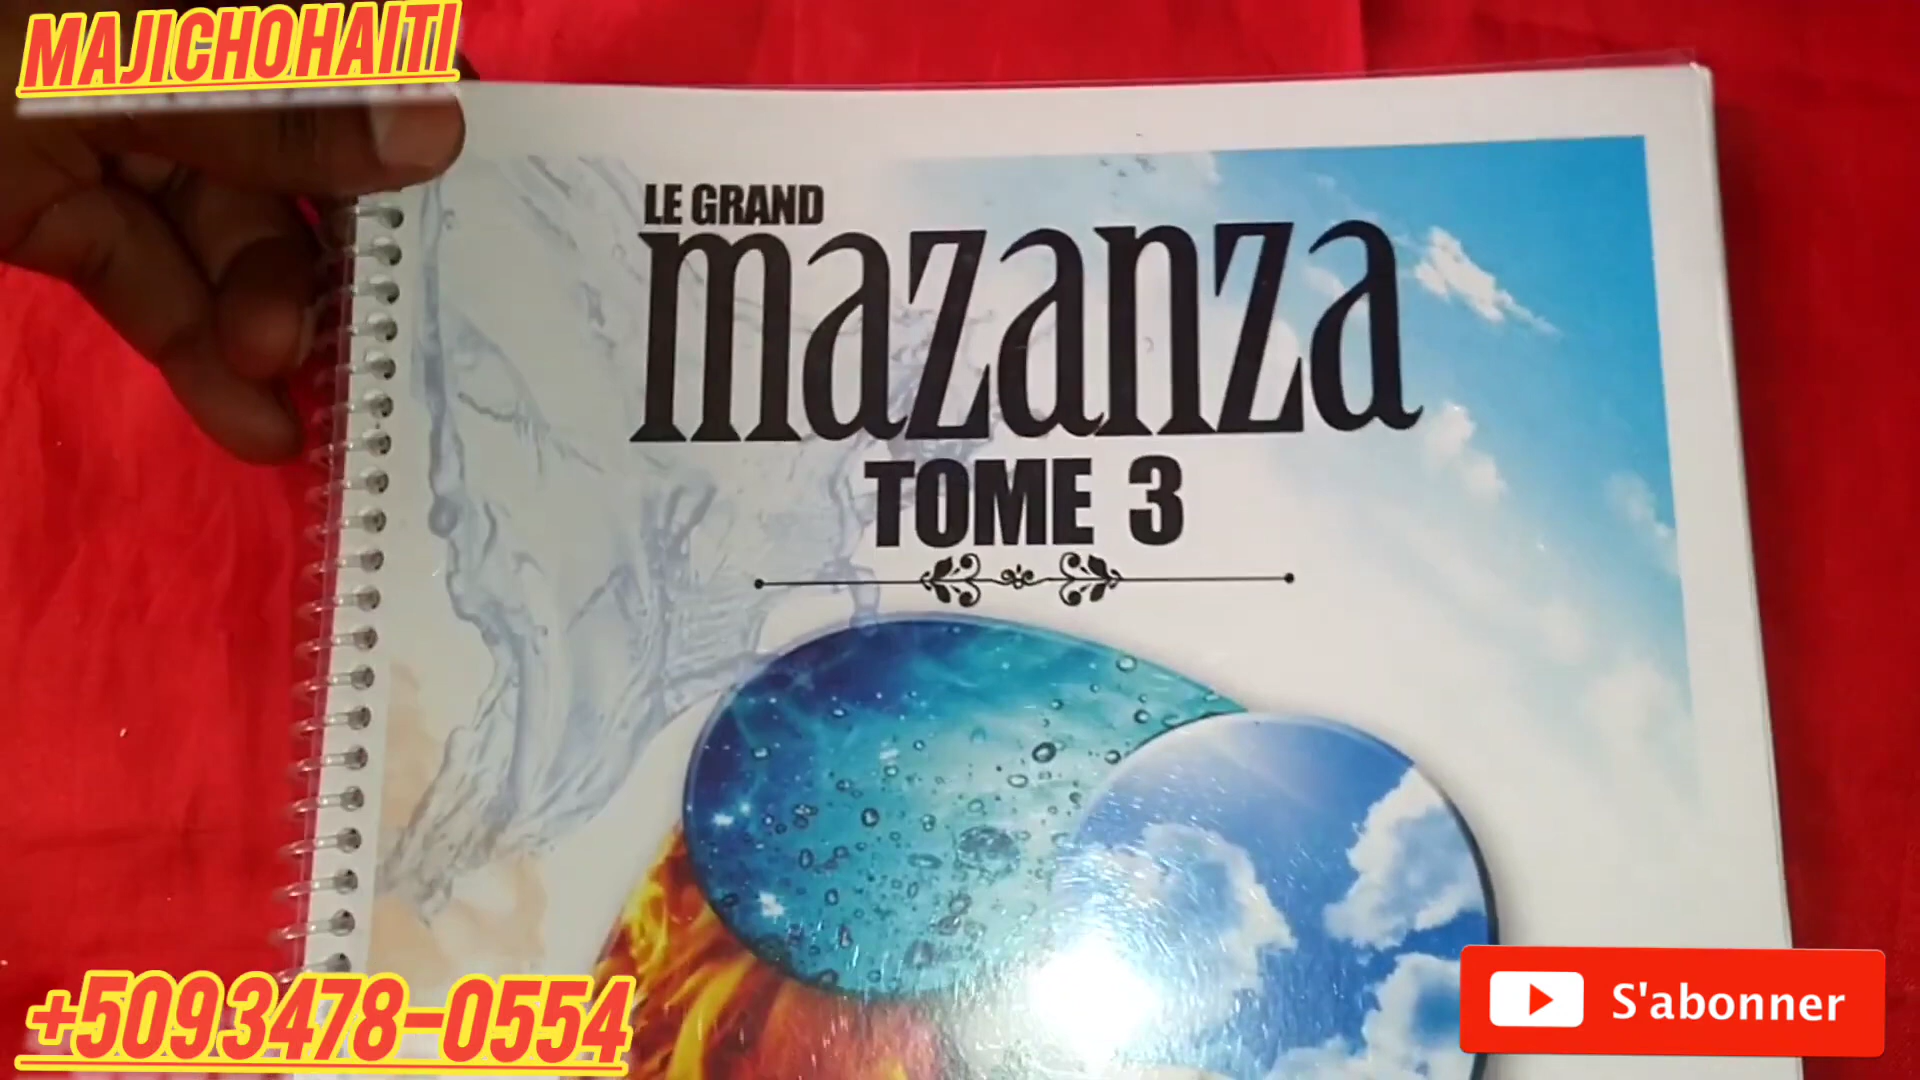 MAJICHOHAITI
LE GRAND
mazanza
TOME 3
+5093478-0554
S'abonner